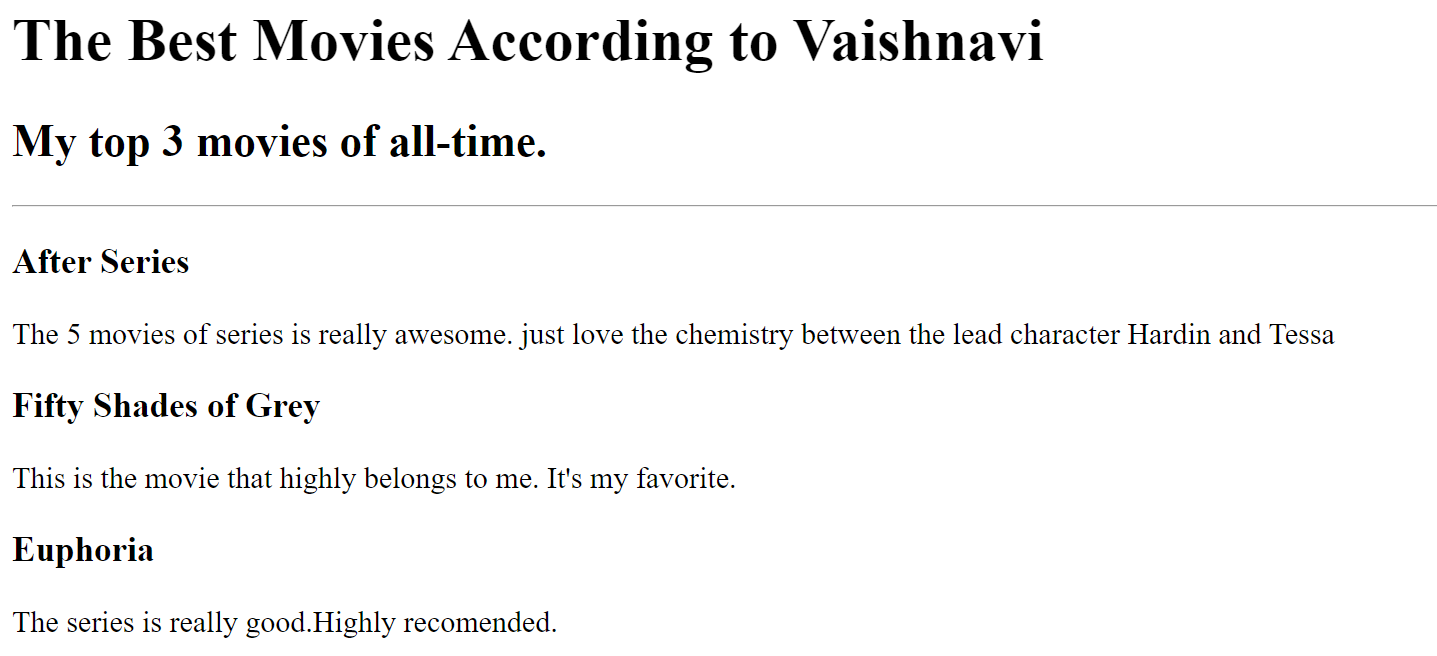 The Best Movies According to Vaishnavi
My top 3 movies of all-time.
After Series
The 5 movies of series is really awesome. just love the chemistry between the lead character Hardin and Tessa
Fifty Shades of Grey
This is the movie that highly belongs to me. It's my favorite.
Euphoria
The series is really good.Highly recomended.